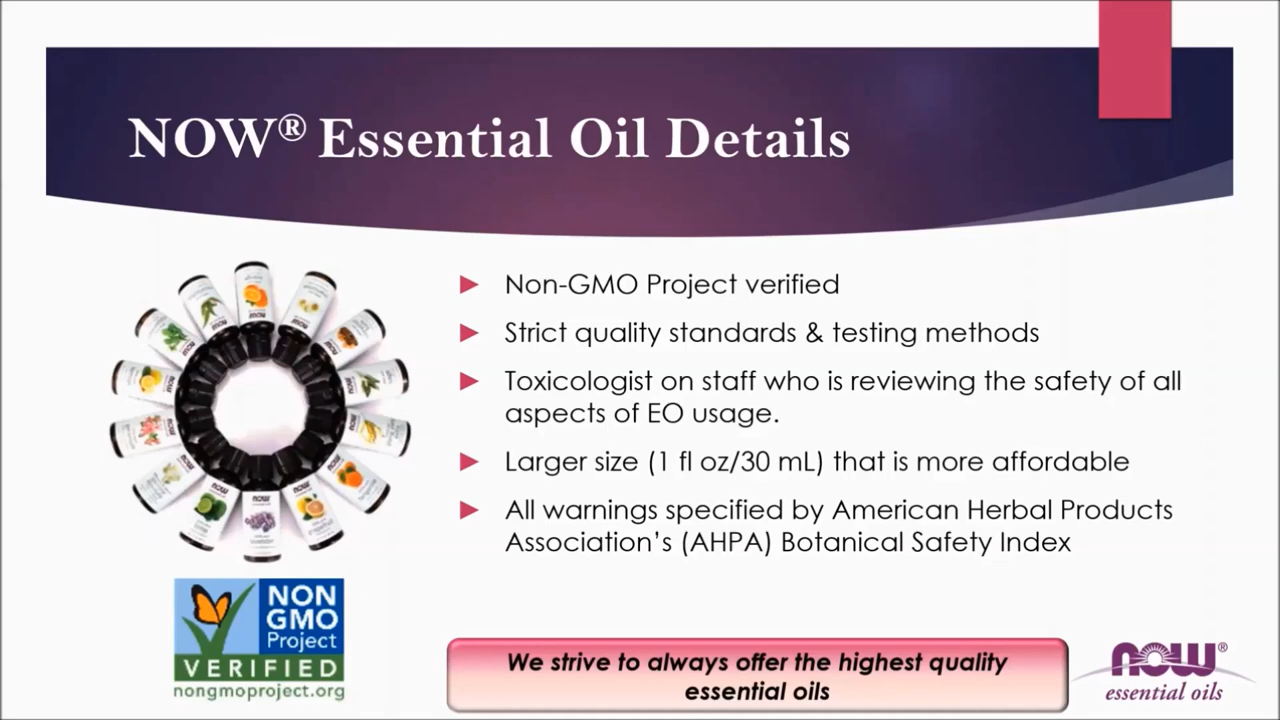 NOW® Essential Oil Details
Non-GMO Project verified
Strict quality standards & testing methods
Toxicologist on staff who is reviewing the safety of all
aspects of EO usage.
Larger size (1 fl oz/30 mL) that is more affordable
All warnings specified by American Herbal Products
Association's (AHPA) Botanical Safety Index
NON
GMO
Project
VERIFIED
nongmoproject.org
We strive to always offer the highest quality
essential oils
now®
essential oils